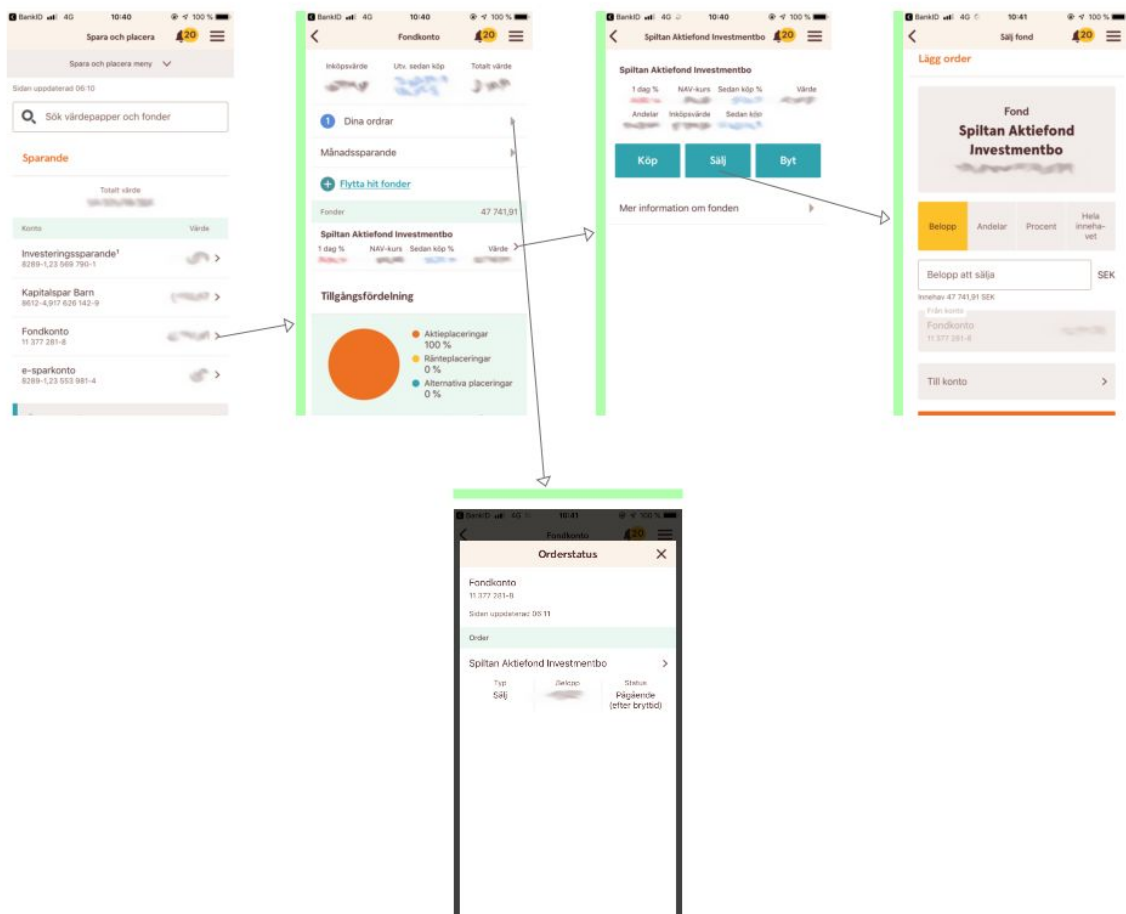 BankID 4G 10:40 100 %
Spara och placera 20
Spara och placera meny
Sidan uppdaterad 06:10
Sök värdepapper och fonder
Sparande
Totalt värde
Konto Värde
Investeringssparande¹
8289-1,23 569 790-1
Kapitalspar Barn
8612-4,917 626 142-9
Fondkonto
11 377 281-8
e-sparkonto
8289-1,23 553 981-4
BankID 4G 10:40 100 %
Fondkonto 20
Inköpsvärde Utv. sedan köp Totalt värde
1 Dina ordrar
Månadssparande
Flytta hit fonder
Fonder 47 741,91
Spiltan Aktiefond Investmentbo
1 dag % NAV-kurs Sedan köp % Värde
Tillgångsfördelning
Aktieplaceringar
100 %
Ränteplaceringar
0 %
Alternativa placeringar
0 %
BankID 4G 10:40 100 %
Spiltan Aktiefond Investmentbo 20
Spiltan Aktiefond Investmentbo
1 dag % NAV-kurs Sedan köp % Värde
Andelar Inköpsvärde Sedan köp
Köp Sälj Byt
Mer information om fonden
BankID 4G 10:41 100 %
Sälj fond 20
Lägg order
Fond
Spiltan Aktiefond
Investmentbo
Belopp Andelar Procent Hela
inneha-
vet
Belopp att sälja SEK
Innehav 47 741,91 SEK
Från konto
Fondkonto
11 377 281-8
Till konto
BankID 4G 10:41 100 %
Fondkonto 20
Orderstatus
Fondkonto
11 377 281-8
Sidan uppdaterad 06:11
Order
Spiltan Aktiefond Investmentbo
Typ Belopp Status
Sälj Pågående
(efter bryttid)